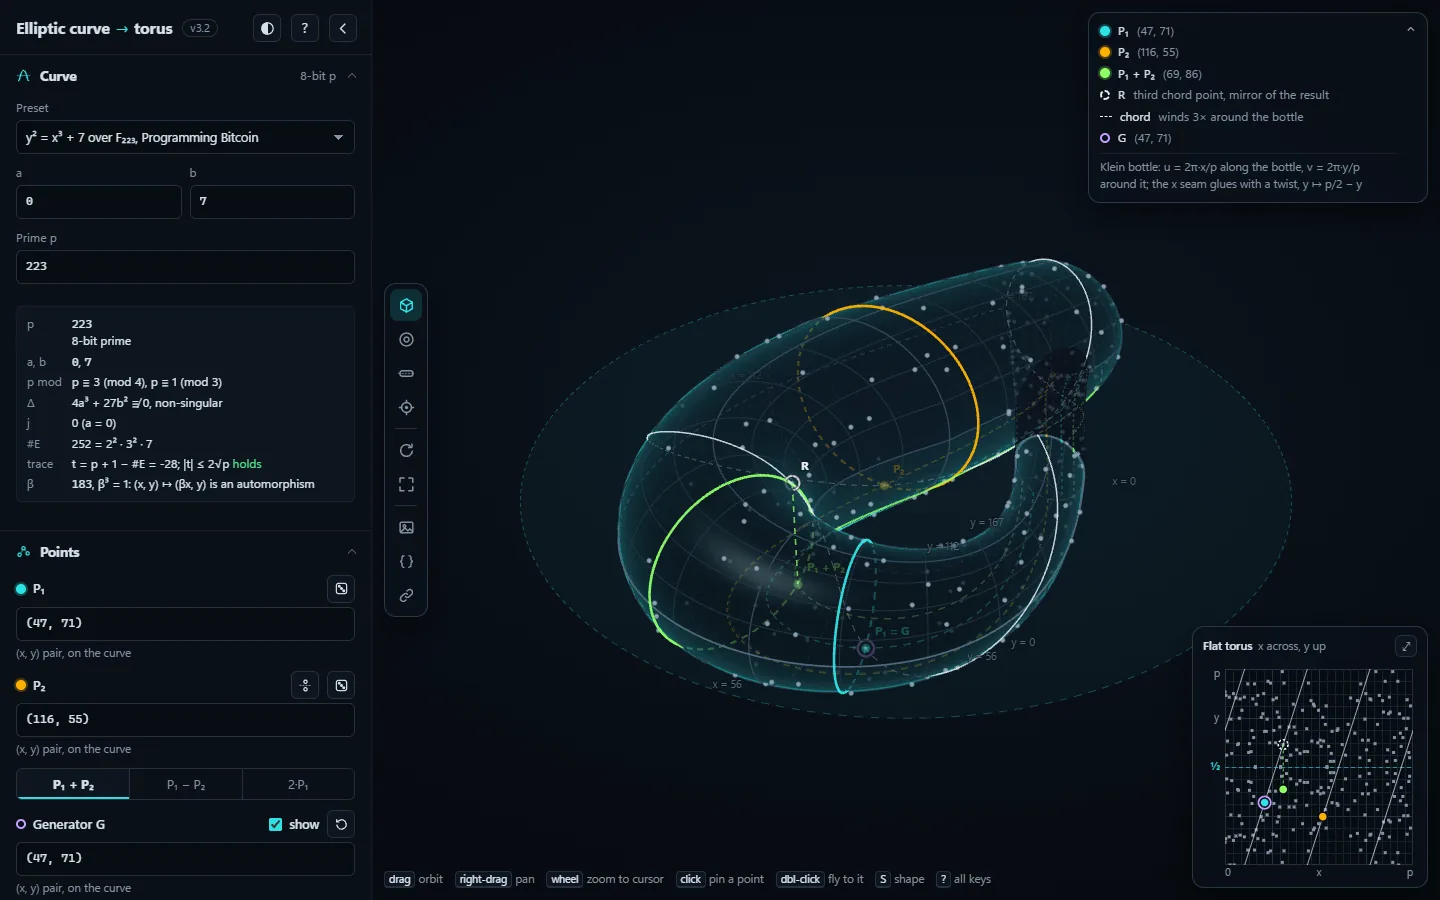 Elliptic curve → torus v3.2 ?
Curve 8-bit p
Preset
y² = x³ + 7 over F₂₂₃, Programming Bitcoin
a b
0 7
Prime p
223
p 223
8-bit prime
a, b 0, 7
p mod p ≡ 3 (mod 4), p ≡ 1 (mod 3)
Δ 4a³ + 27b² ≢ 0, non-singular
j 0 (a = 0)
#E 252 = 2² · 3² · 7
trace t = p + 1 − #E = -28; |t| ≤ 2√p holds
β 183, β³ = 1: (x, y) ↦ (βx, y) is an automorphism
Points
P₁
(47, 71)
(x, y) pair, on the curve
P₂
(116, 55)
(x, y) pair, on the curve
P₁ + P₂ P₁ − P₂ 2·P₁
Generator G show
(47, 71)
(x, y) pair, on the curve
P₁ (47, 71)
P₂ (116, 55)
P₁ + P₂ (69, 86)
R third chord point, mirror of the result
chord winds 3× around the bottle
G (47, 71)
Klein bottle: u = 2π·x/p along the bottle, v = 2π·y/p
around it; the x seam glues with a twist, y ↦ p/2 − y
R
P₂
x = 0
y = 167
y = 112
P₁ + P₂
P₁ = G
y = 0
y = 56
x = 56
Flat torus x across, y up
p
y
½
0 x p
drag orbit right-drag pan wheel zoom to cursor click pin a point dbl-click fly to it S shape ? all keys